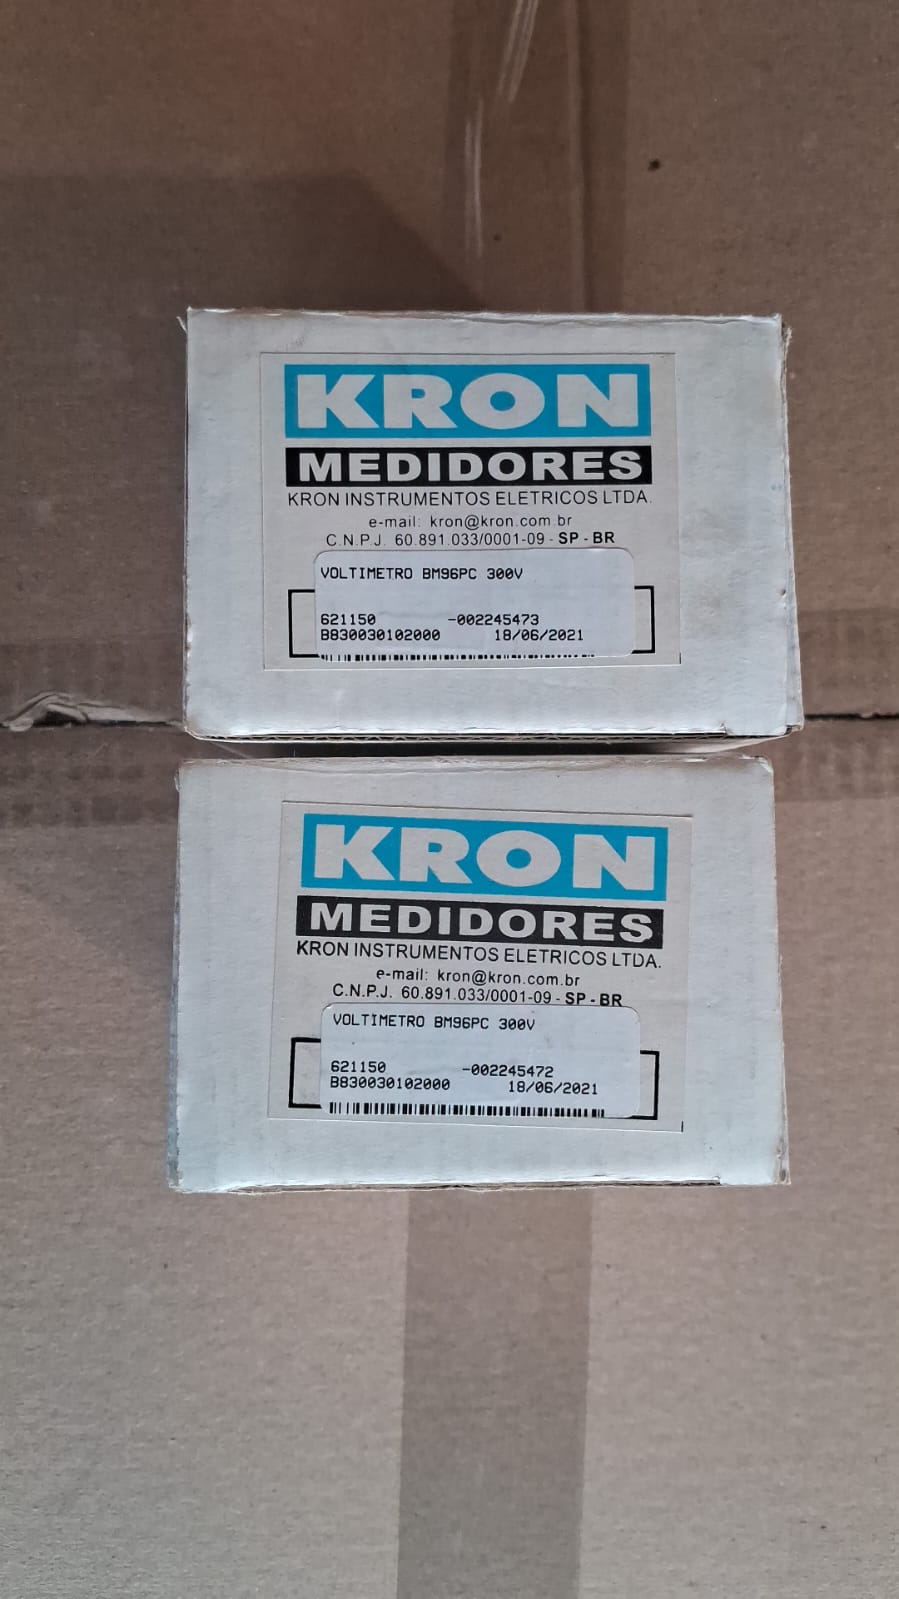 KRON
MEDIDORES
KRON INSTRUMENTOS ELETRICOS LTDA.
e-mail: kron@kron.com.br
C.N.P.J. 60.891.033/0001-09 - SP - BR
VOLTIMETRO BM96PC 300V
621150 -002245473
B830030102000 18/06/2021
KRON
MEDIDORES
KRON INSTRUMENTOS ELETRICOS LTDA.
e-mail: kron@kron.com.br
C.N.P.J. 60.891.033/0001-09 - SP - BR
VOLTIMETRO BM96PC 300V
621150 -002245472
B830030102000 18/06/2021